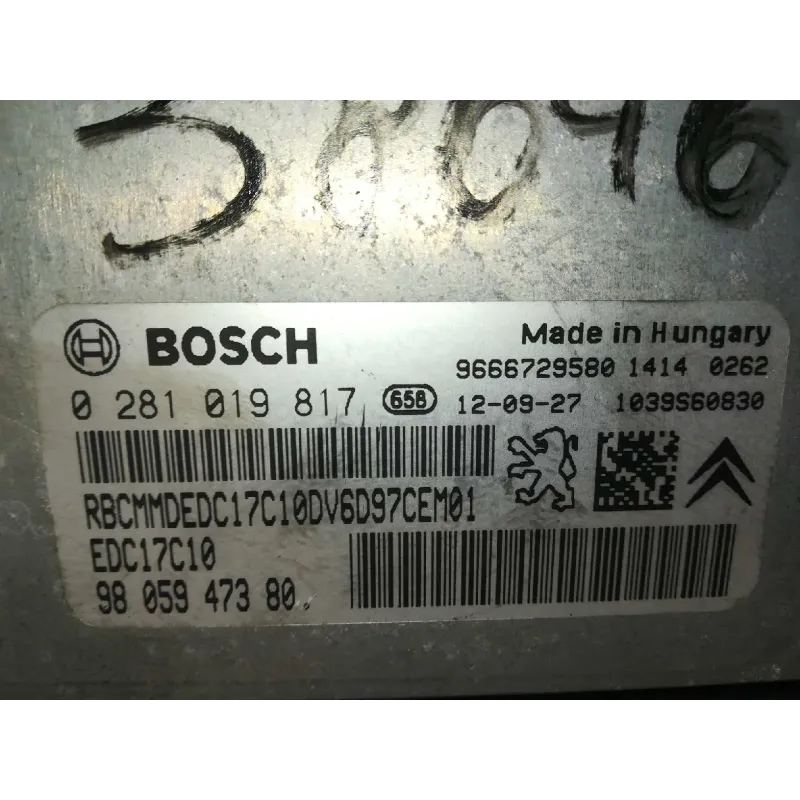 BOSCH
Made in Hungary
9666729580 1414 0262
0 281 019 817 658 12-09-27 1039S60830
RBCMMDEDC17C10DV6D97CEM01
EDC17C10
98 059 473 80.